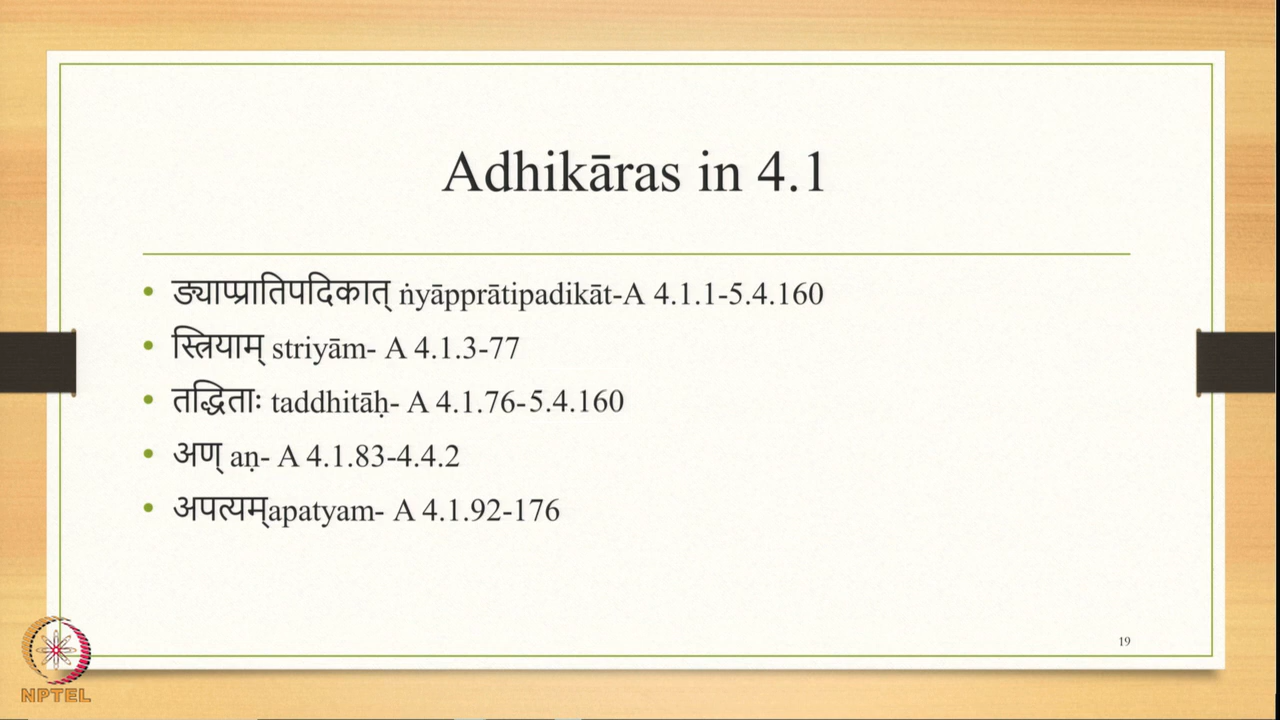 Adhikāras in 4.1
• ङ्याप्प्रातिपदिकात् ṅyāpprātipadikāt-A 4.1.1-5.4.160
• स्त्रियाम् striyām- A 4.1.3-77
• तद्धिताः taddhitāḥ- A 4.1.76-5.4.160
• अण् aṇ- A 4.1.83-4.4.2
• अपत्यम्apatyam- A 4.1.92-176
19
NPTEL